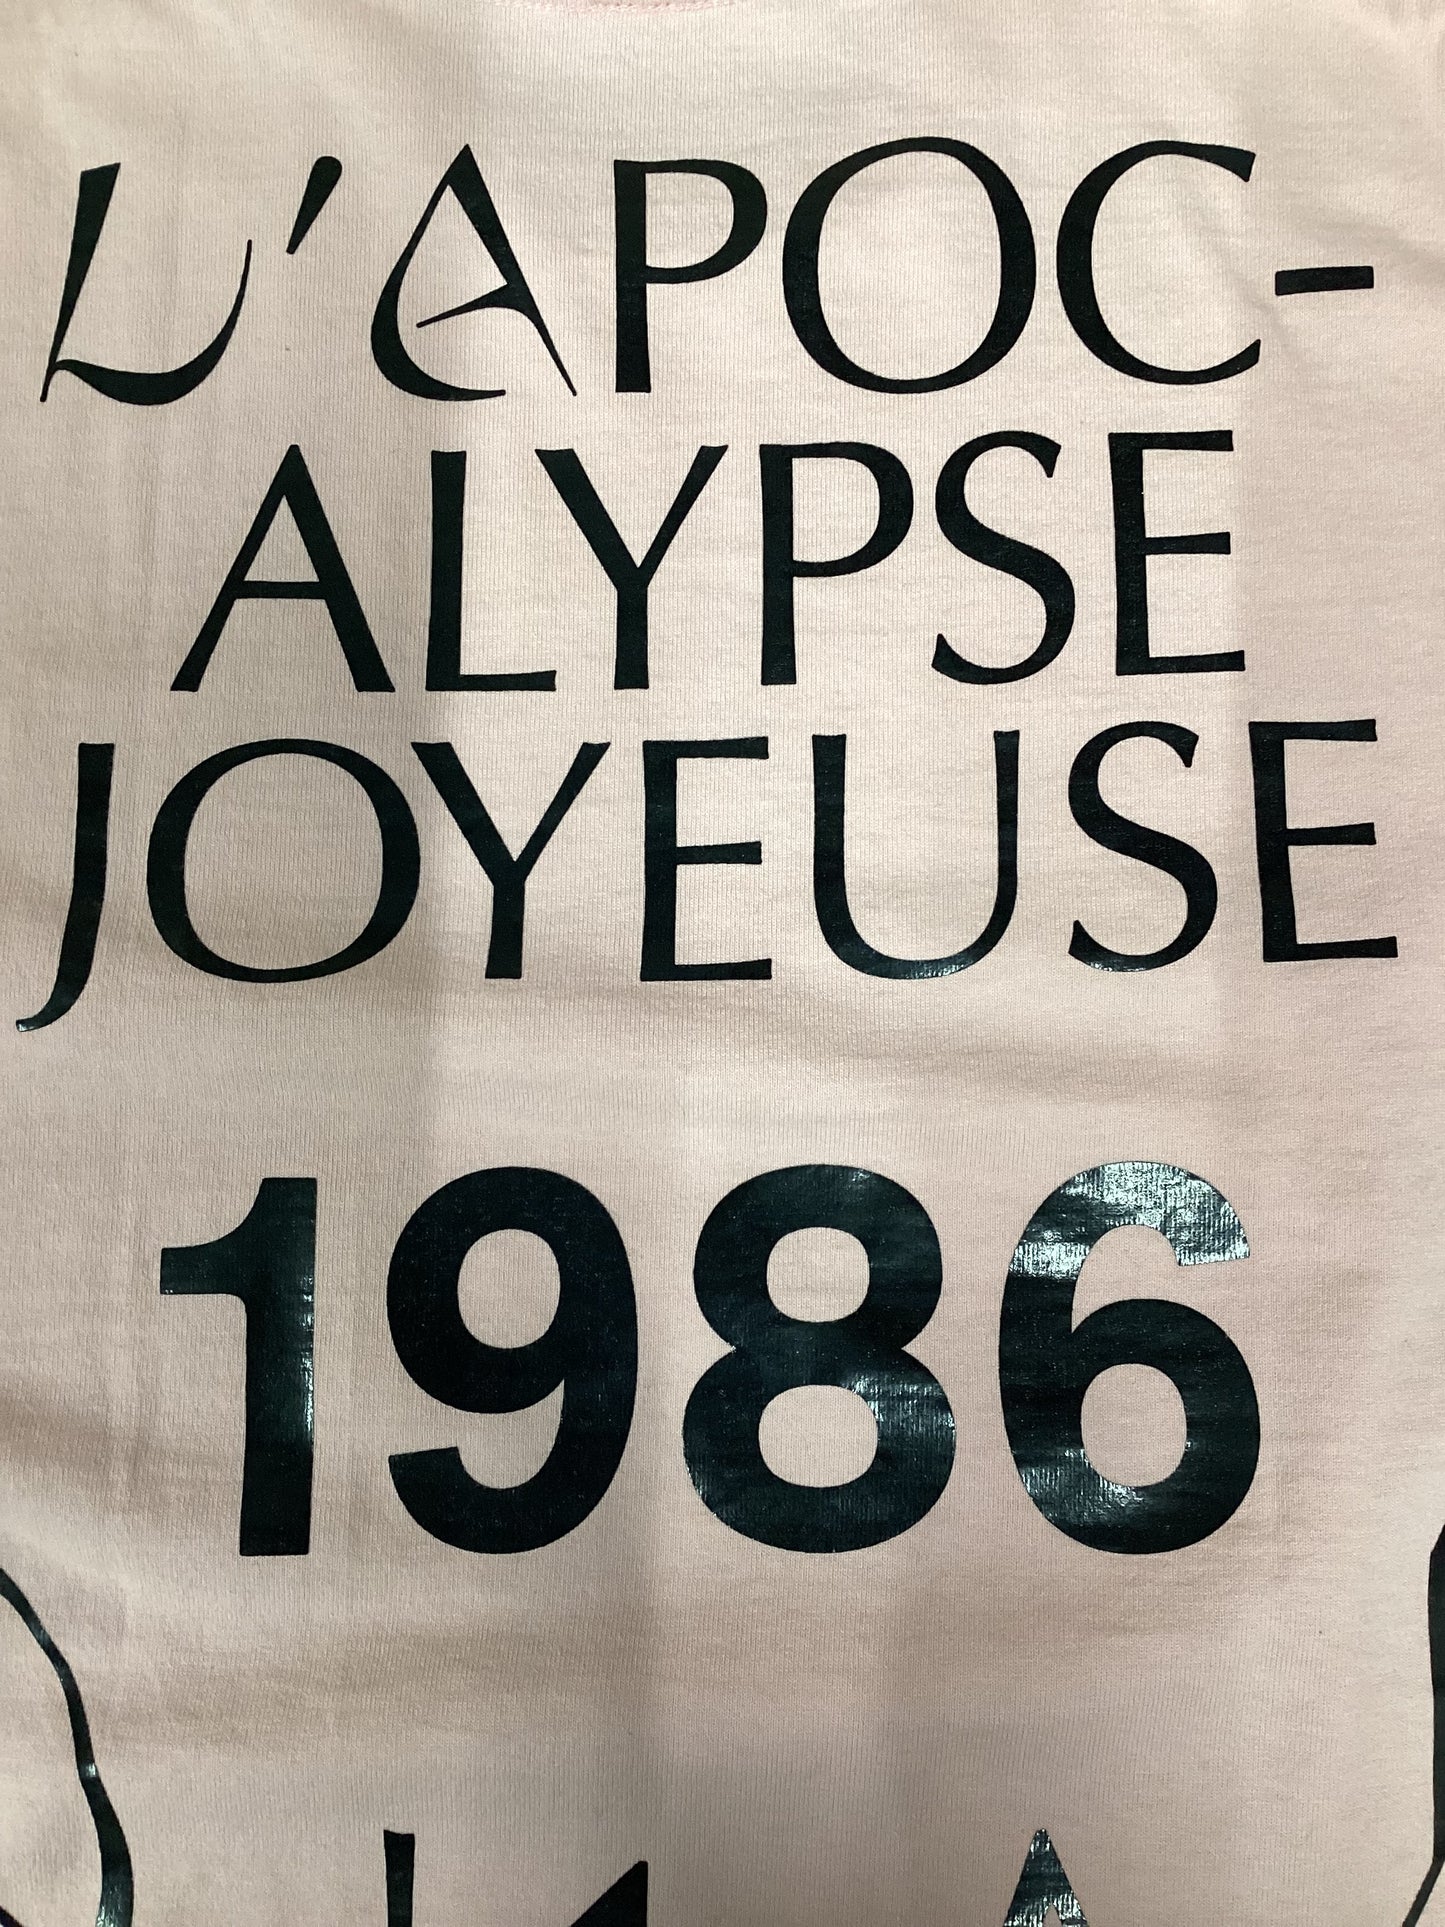 L'APOC-
ALYPSE
JOYEUSE
1986